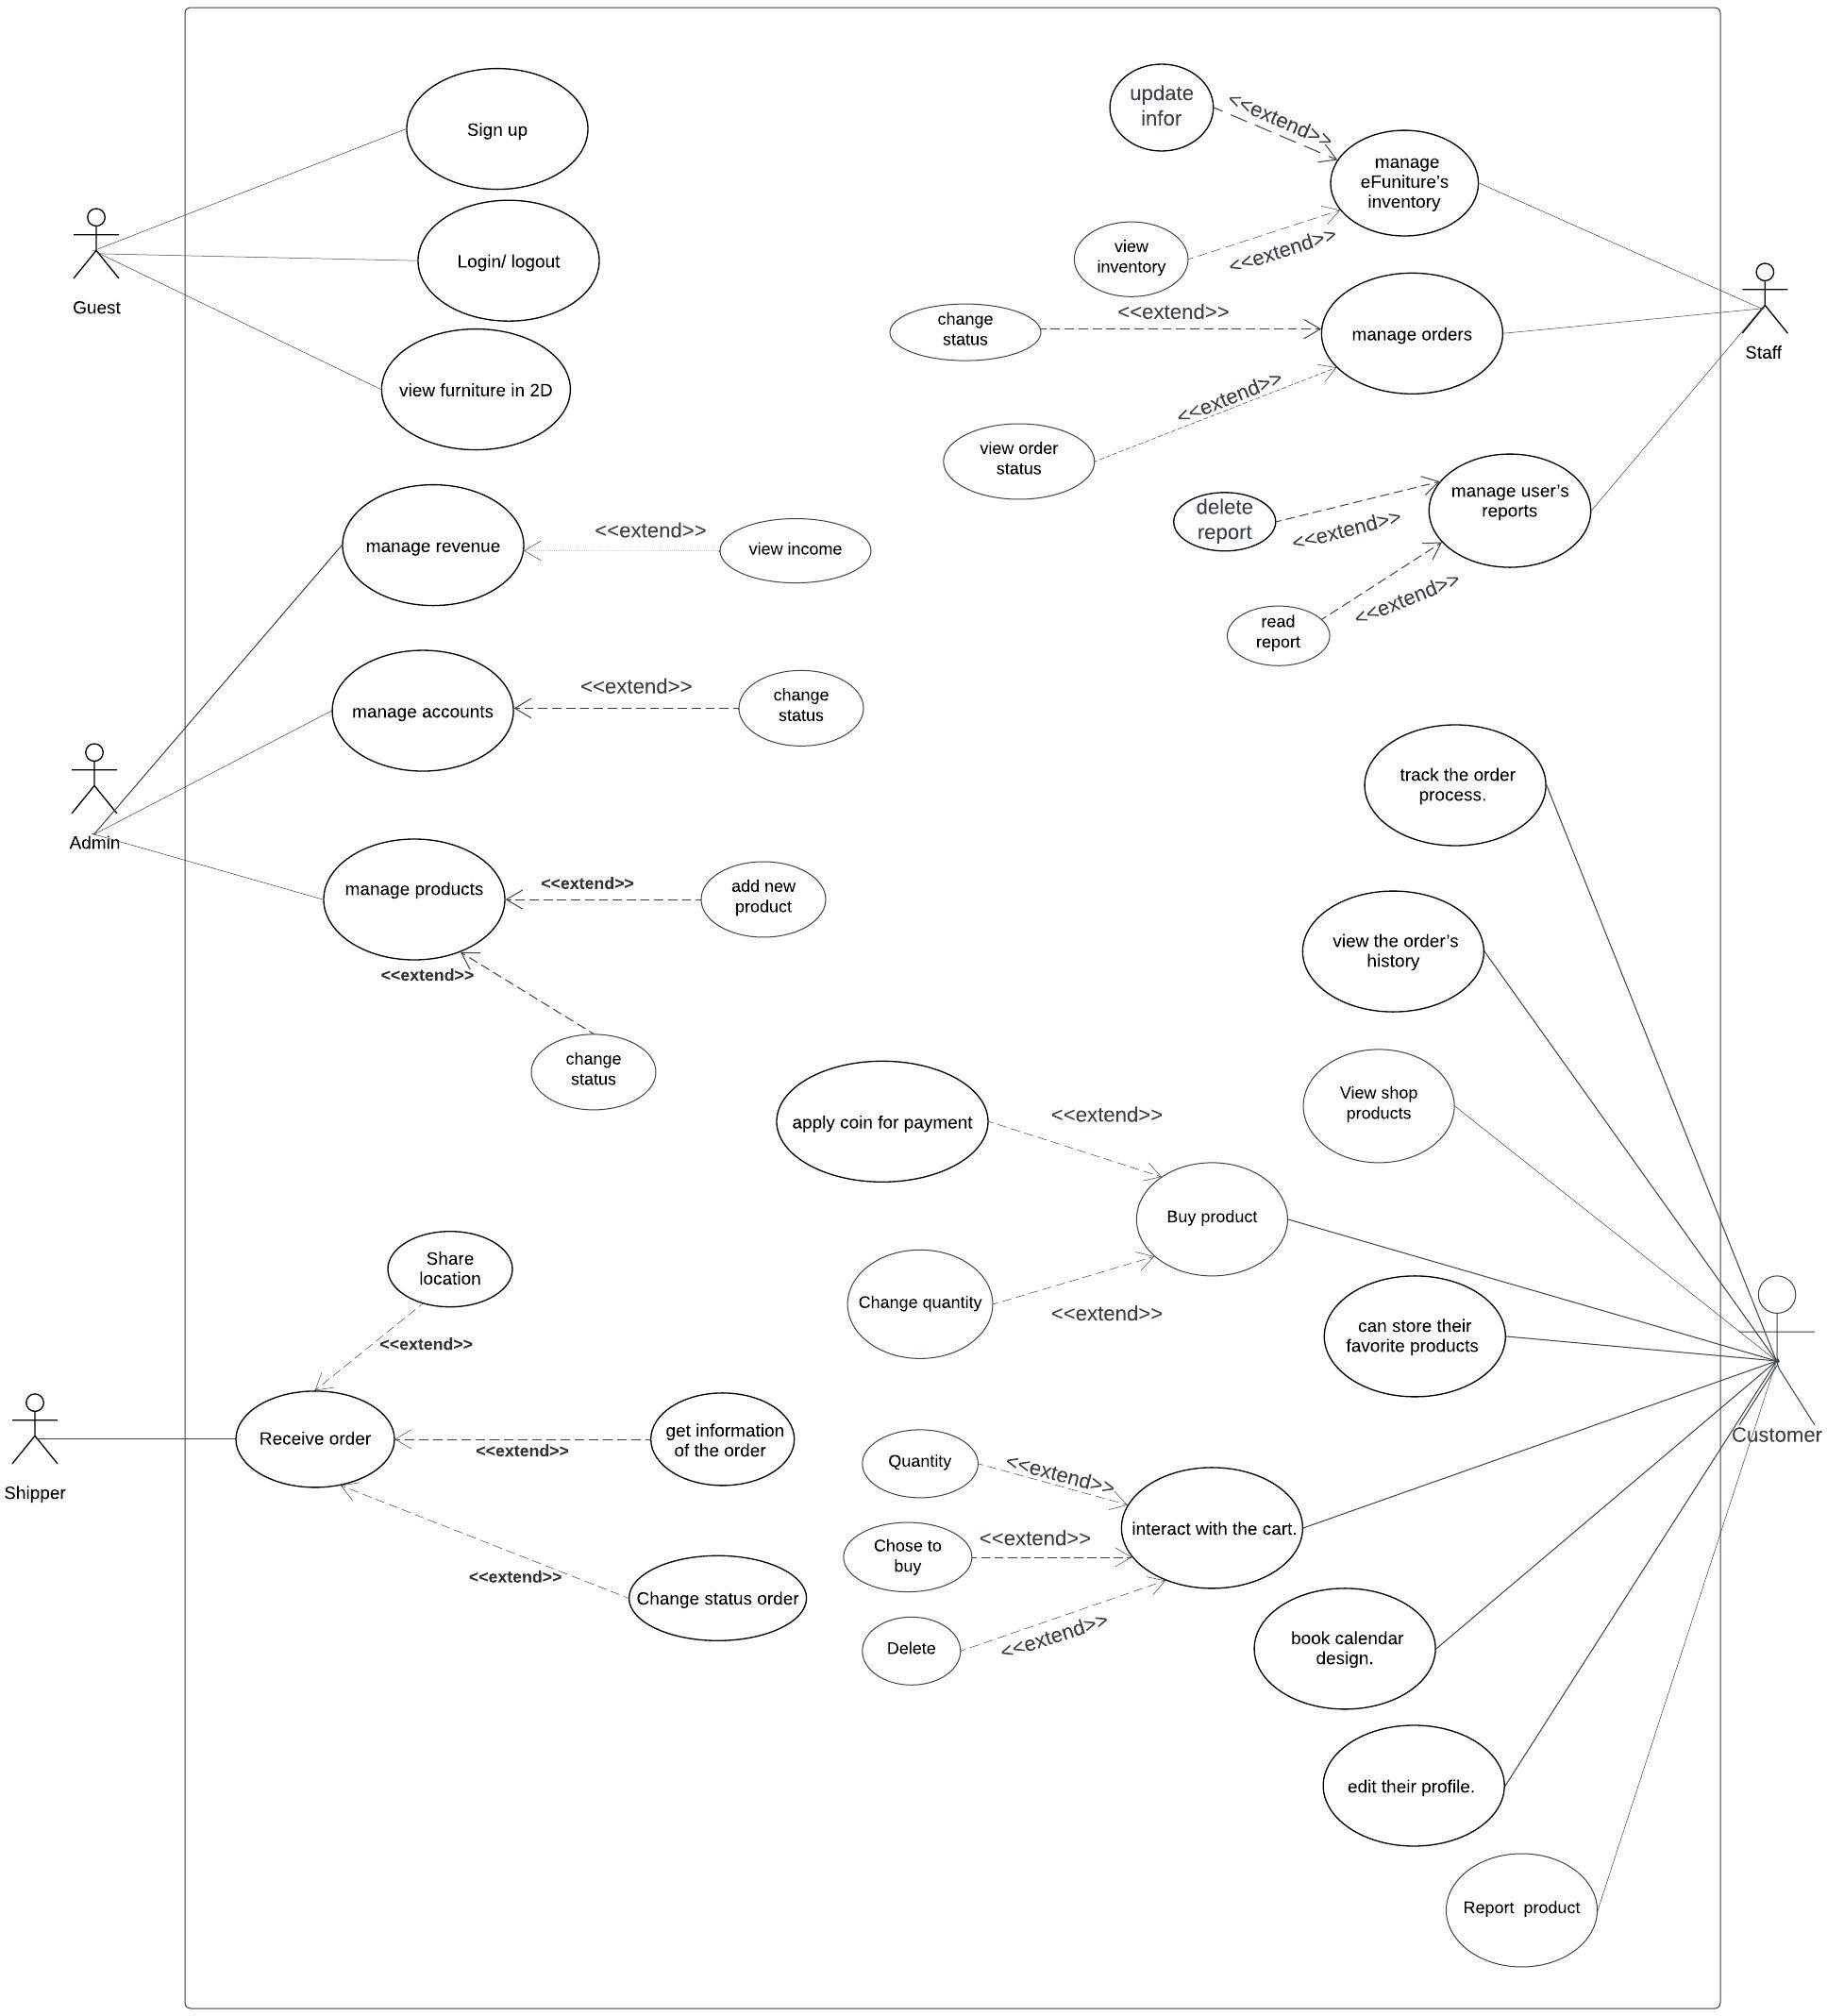 Sign up
Login/ logout
view furniture in 2D
Guest
update
infor
<<extend>>
manage
eFuniture's
inventory
view
inventory
<<extend>>
change
status
<<extend>>
manage orders
view order
status
<<extend>>
Staff
delete
report
<<extend>>
manage user's
reports
read
report
<<extend>>
manage revenue
<<extend>>
view income
manage accounts
<<extend>>
change
status
Admin
manage products
<<extend>>
add new
product
<<extend>>
change
status
track the order
process.
view the order's
history
View shop
products
apply coin for payment
<<extend>>
Buy product
Change quantity
<<extend>>
can store their
favorite products
Customer
Share
location
<<extend>>
Shipper
Receive order
<<extend>>
get information
of the order
<<extend>>
Change status order
Quantity
<<extend>>
Chose to
buy
<<extend>>
interact with the cart.
Delete
<<extend>>
book calendar
design.
edit their profile.
Report  product